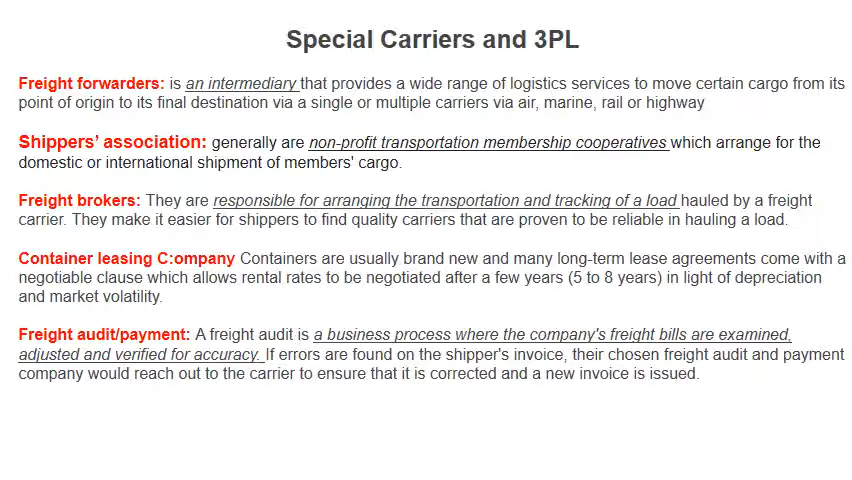 Special Carriers and 3PL
Freight forwarders: is an intermediary that provides a wide range of logistics services to move certain cargo from its
point of origin to its final destination via a single or multiple carriers via air, marine, rail or highway
Shippers’ association: generally are non-profit transportation membership cooperatives which arrange for the
domestic or international shipment of members' cargo.
Freight brokers: They are responsible for arranging the transportation and tracking of a load hauled by a freight
carrier. They make it easier for shippers to find quality carriers that are proven to be reliable in hauling a load.
Container leasing C:ompany Containers are usually brand new and many long-term lease agreements come with a
negotiable clause which allows rental rates to be negotiated after a few years (5 to 8 years) in light of depreciation
and market volatility.
Freight audit/payment: A freight audit is a business process where the company's freight bills are examined,
adjusted and verified for accuracy. If errors are found on the shipper's invoice, their chosen freight audit and payment
company would reach out to the carrier to ensure that it is corrected and a new invoice is issued.